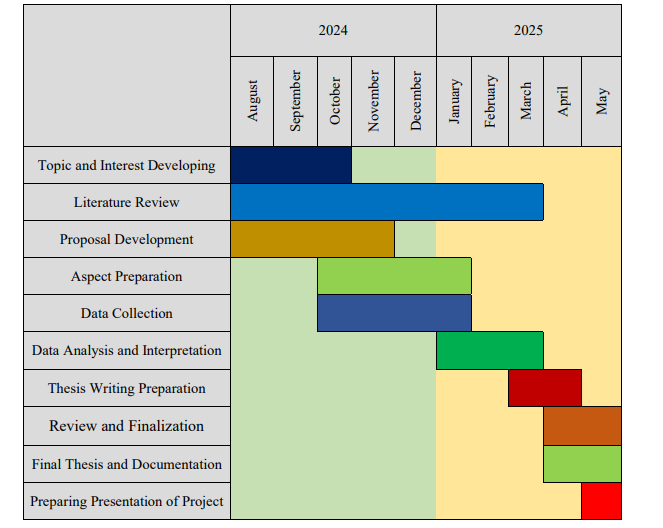 2024
2025
August
September
October
November
December
January
February
March
April
May
Topic and Interest Developing
Literature Review
Proposal Development
Aspect Preparation
Data Collection
Data Analysis and Interpretation
Thesis Writing Preparation
Review and Finalization
Final Thesis and Documentation
Preparing Presentation of Project